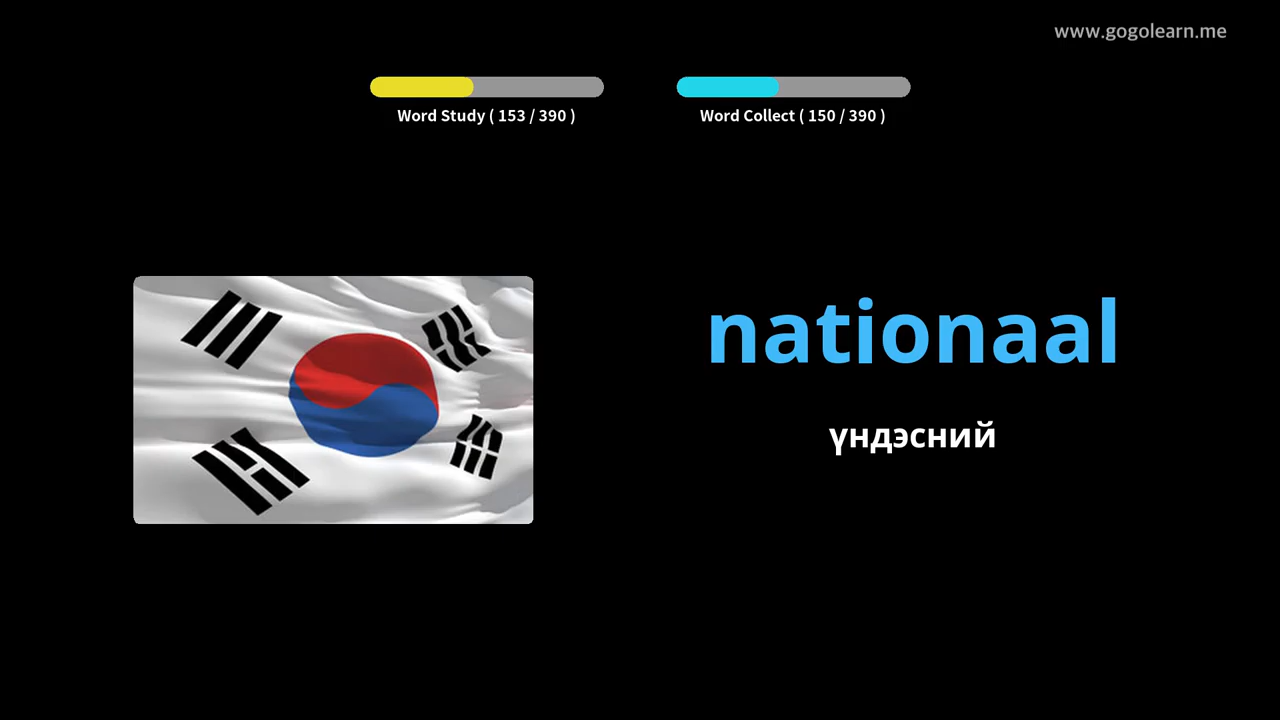 www.gogolearn.me
Word Study ( 153 / 390 )
Word Collect ( 150 / 390 )
nationaal
үндэсний